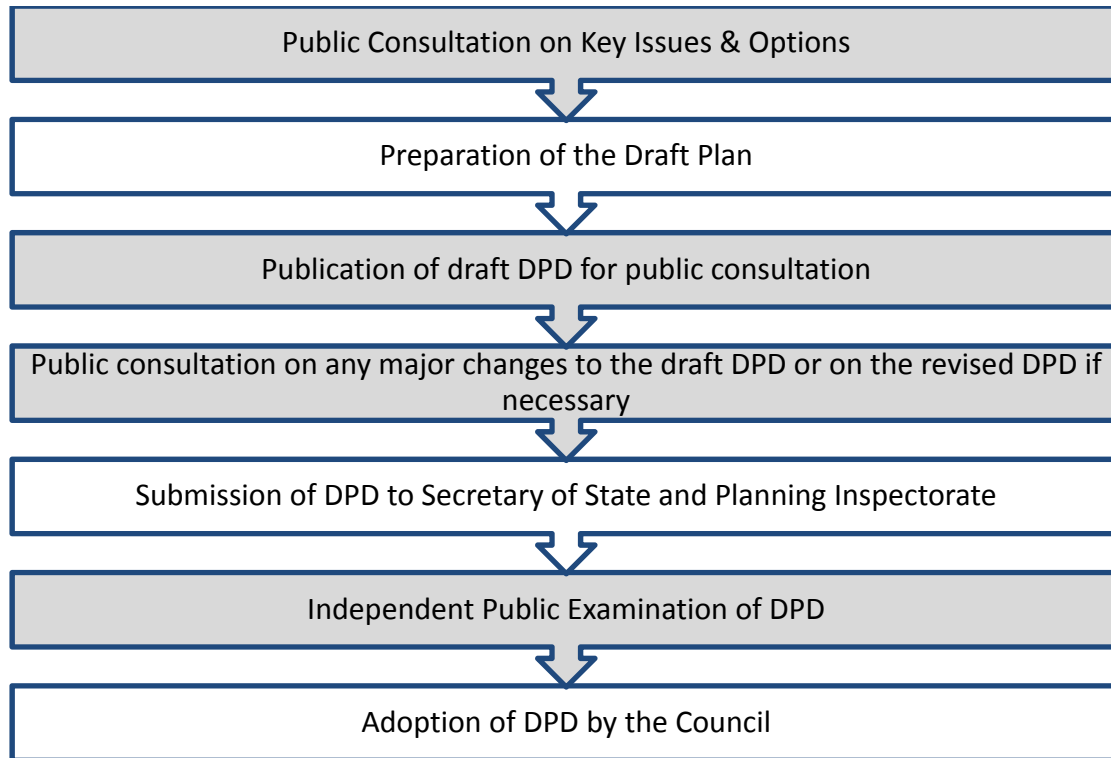 Public Consultation on Key Issues & Options
Preparation of the Draft Plan
Publication of draft DPD for public consultation
Public consultation on any major changes to the draft DPD or on the revised DPD if
necessary
Submission of DPD to Secretary of State and Planning Inspectorate
Independent Public Examination of DPD
Adoption of DPD by the Council